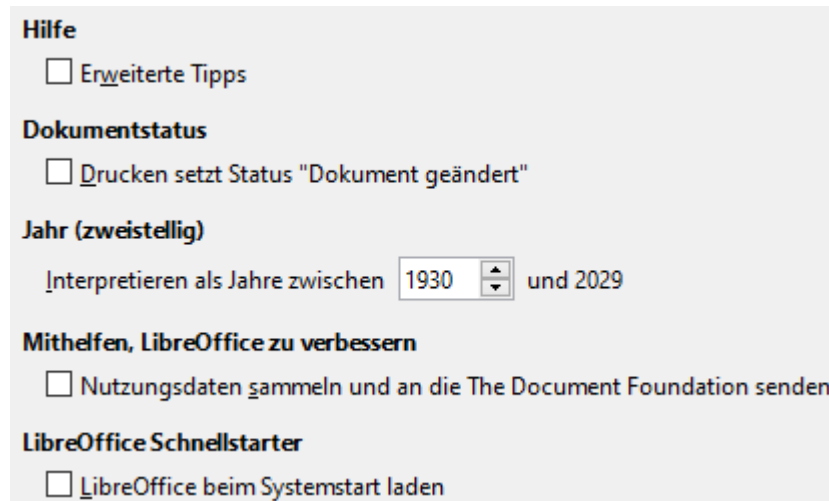 Hilfe
Erweiterte Tipps
Dokumentstatus
Drucken setzt Status "Dokument geändert"
Jahr (zweistellig)
Interpretieren als Jahre zwischen 1930 und 2029
Mithelfen, LibreOffice zu verbessern
Nutzungsdaten sammeln und an die The Document Foundation senden
LibreOffice Schnellstarter
LibreOffice beim Systemstart laden